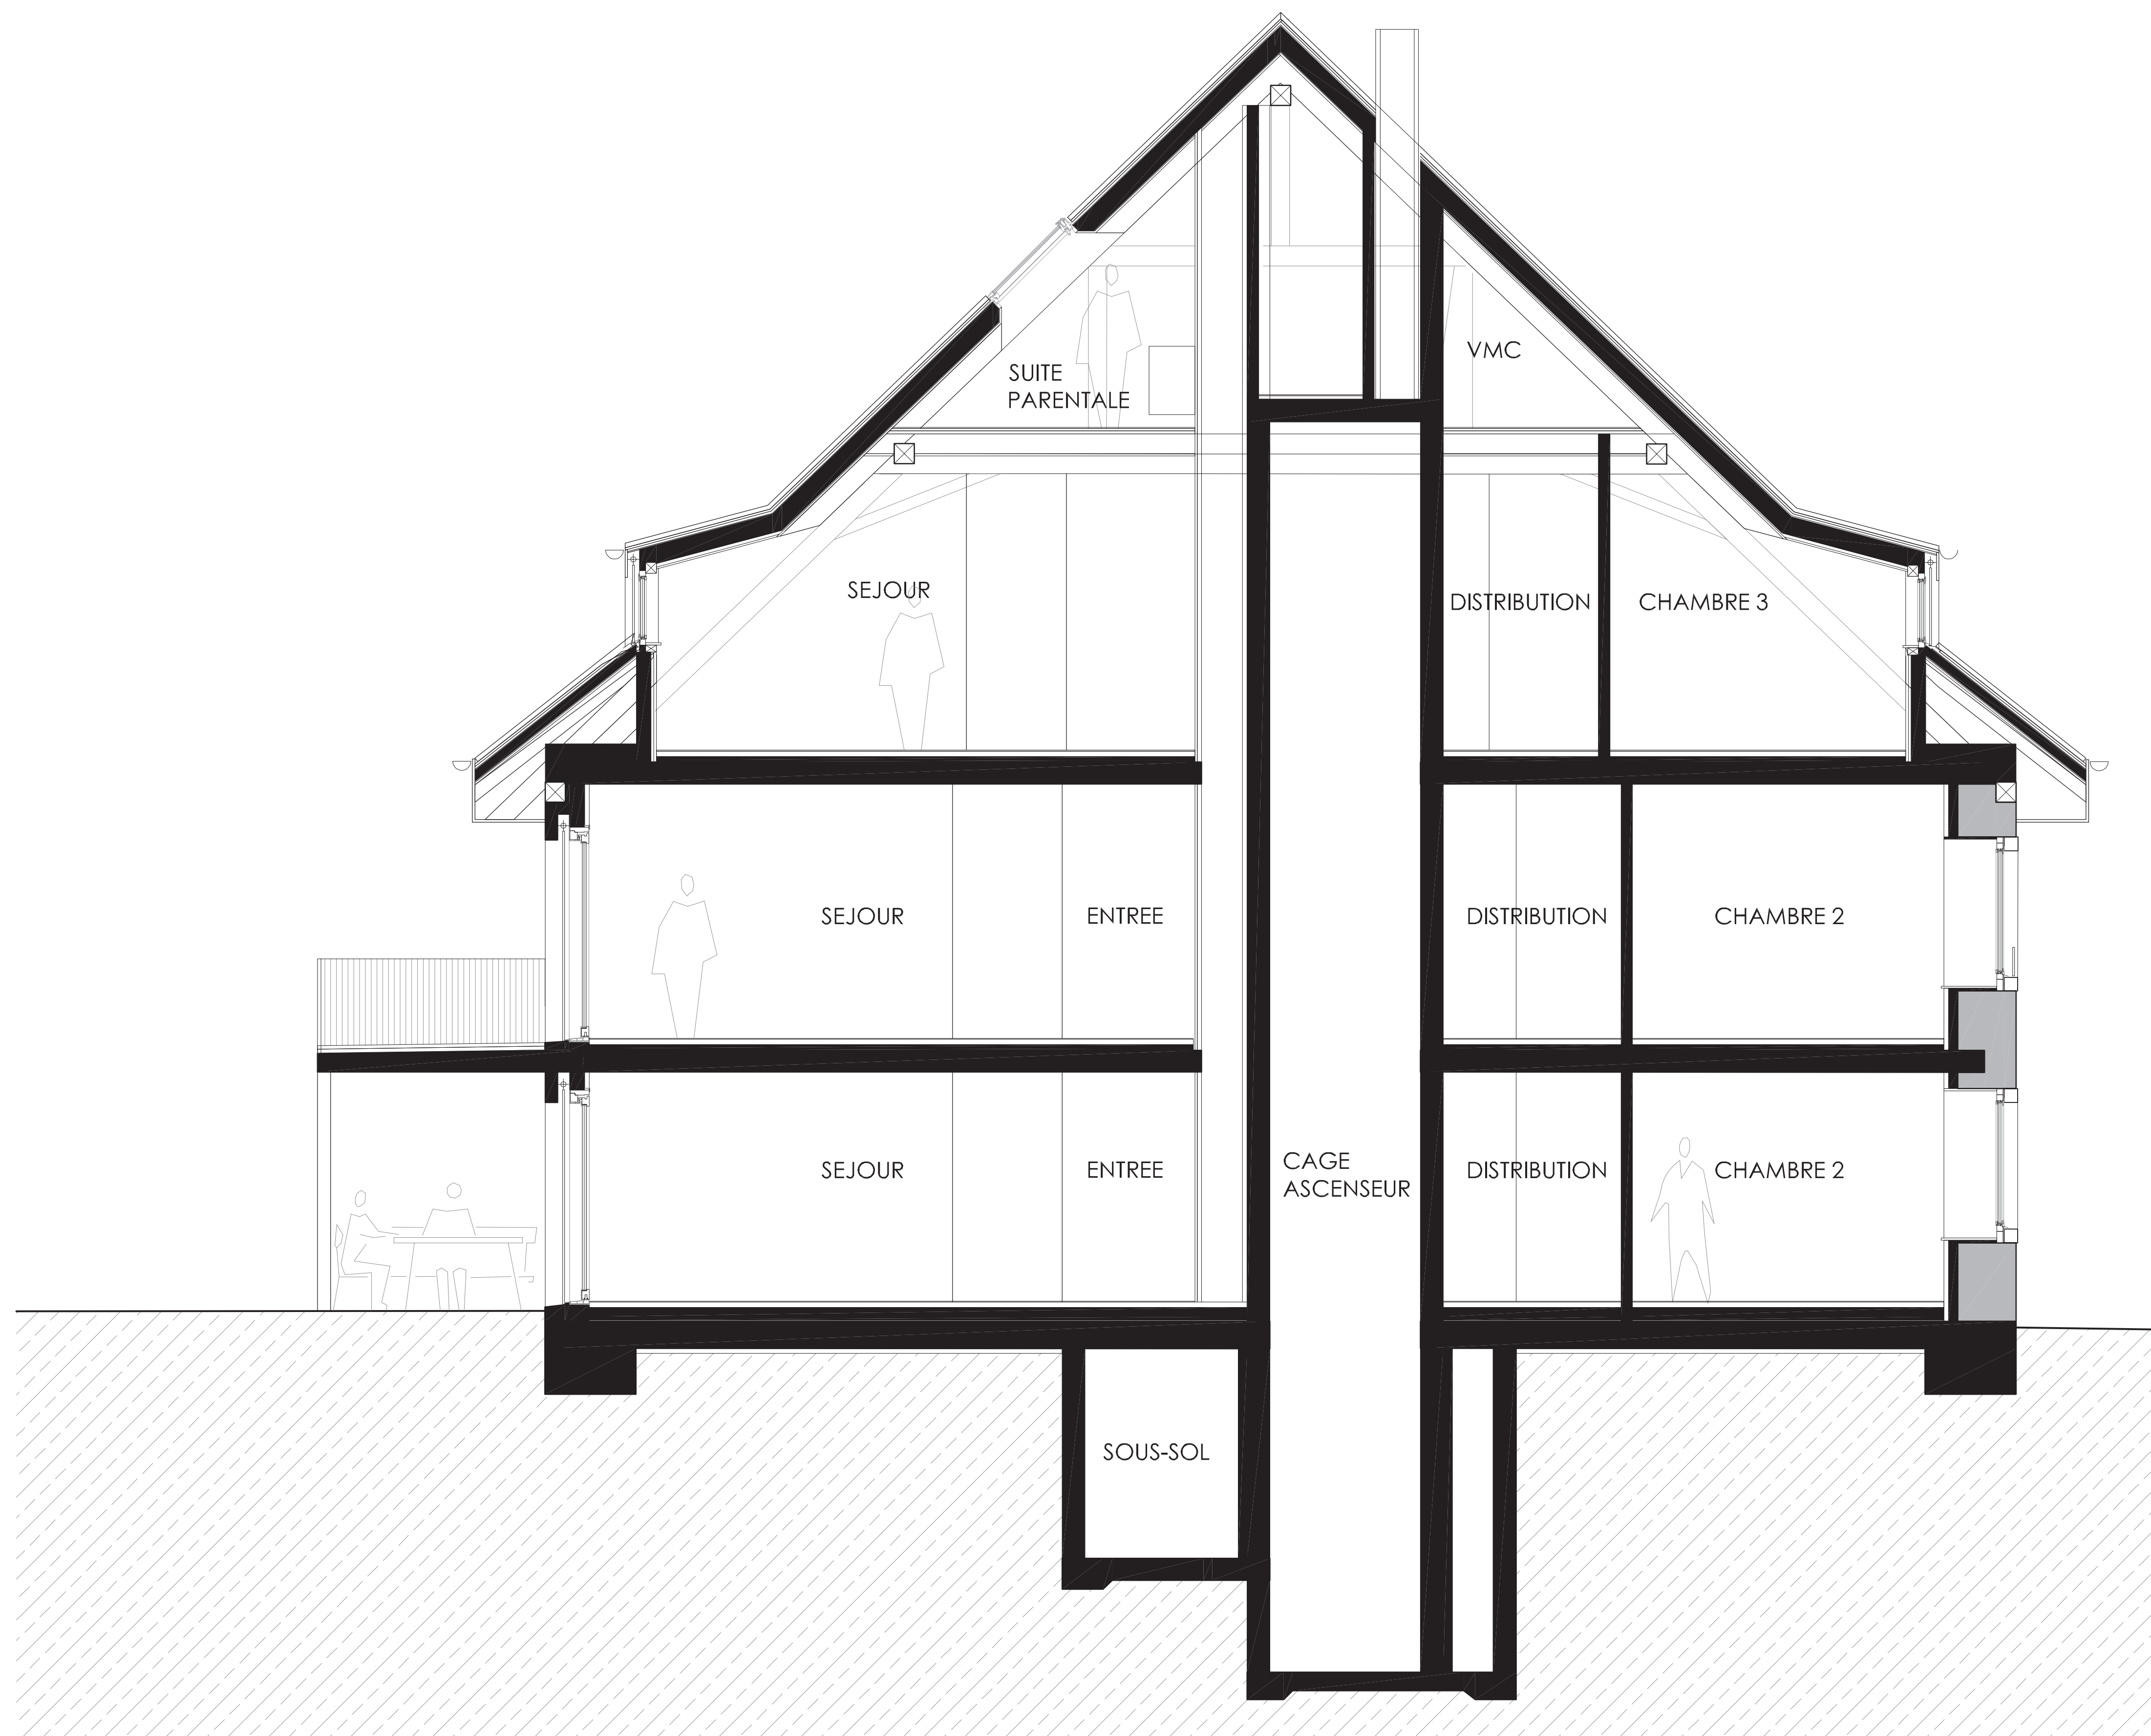 VMC
SUITE
PARENTALE
SEJOUR
DISTRIBUTION
CHAMBRE 3
SEJOUR
ENTREE
DISTRIBUTION
CHAMBRE 2
SEJOUR
ENTREE
CAGE
ASCENSEUR
DISTRIBUTION
CHAMBRE 2
SOUS-SOL